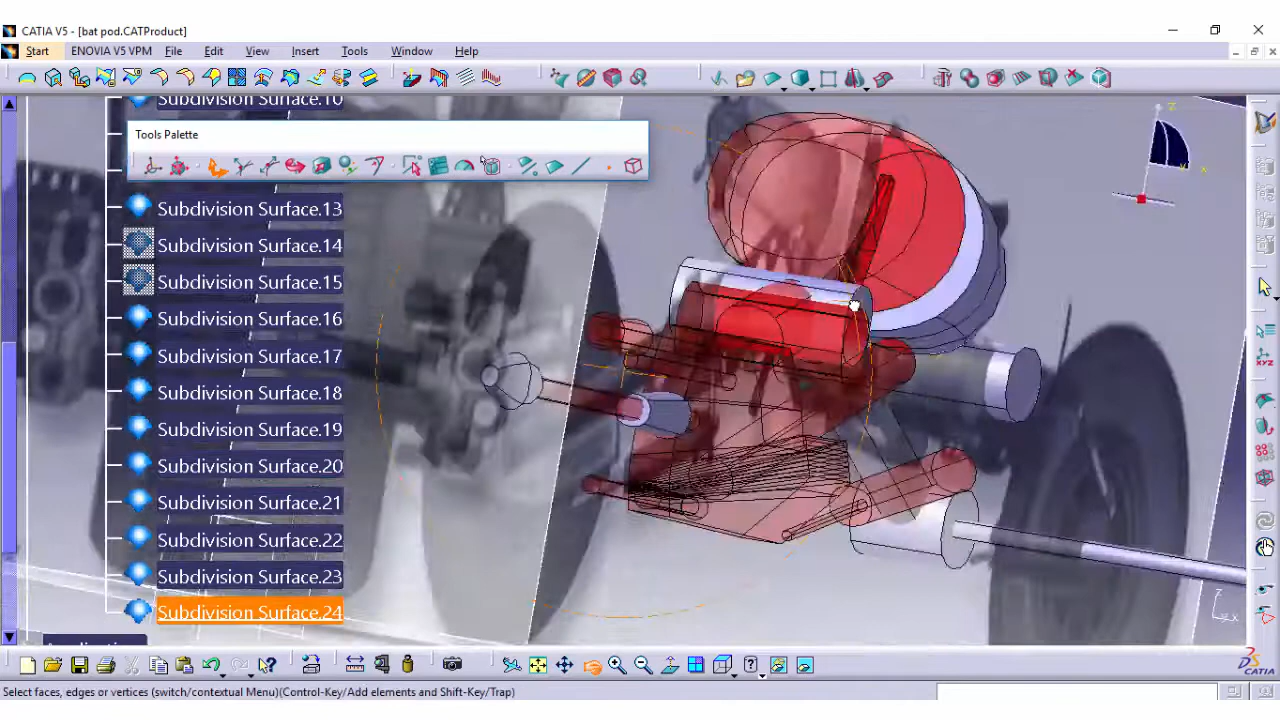 CATIA V5 - [bat pod.CATProduct]
Start ENOVIA V5 VPM File Edit View Insert Tools Window Help
Subdivision Surface.10
Tools Palette
Subdivision Surface.13
Subdivision Surface.14
Subdivision Surface.15
Subdivision Surface.16
Subdivision Surface.17
Subdivision Surface.18
Subdivision Surface.19
Subdivision Surface.20
Subdivision Surface.21
Subdivision Surface.22
Subdivision Surface.23
Subdivision Surface.24
Select faces, edges or vertices (switch/contextual Menu)(Control-Key/Add elements and Shift-Key/Trap)
CATIA